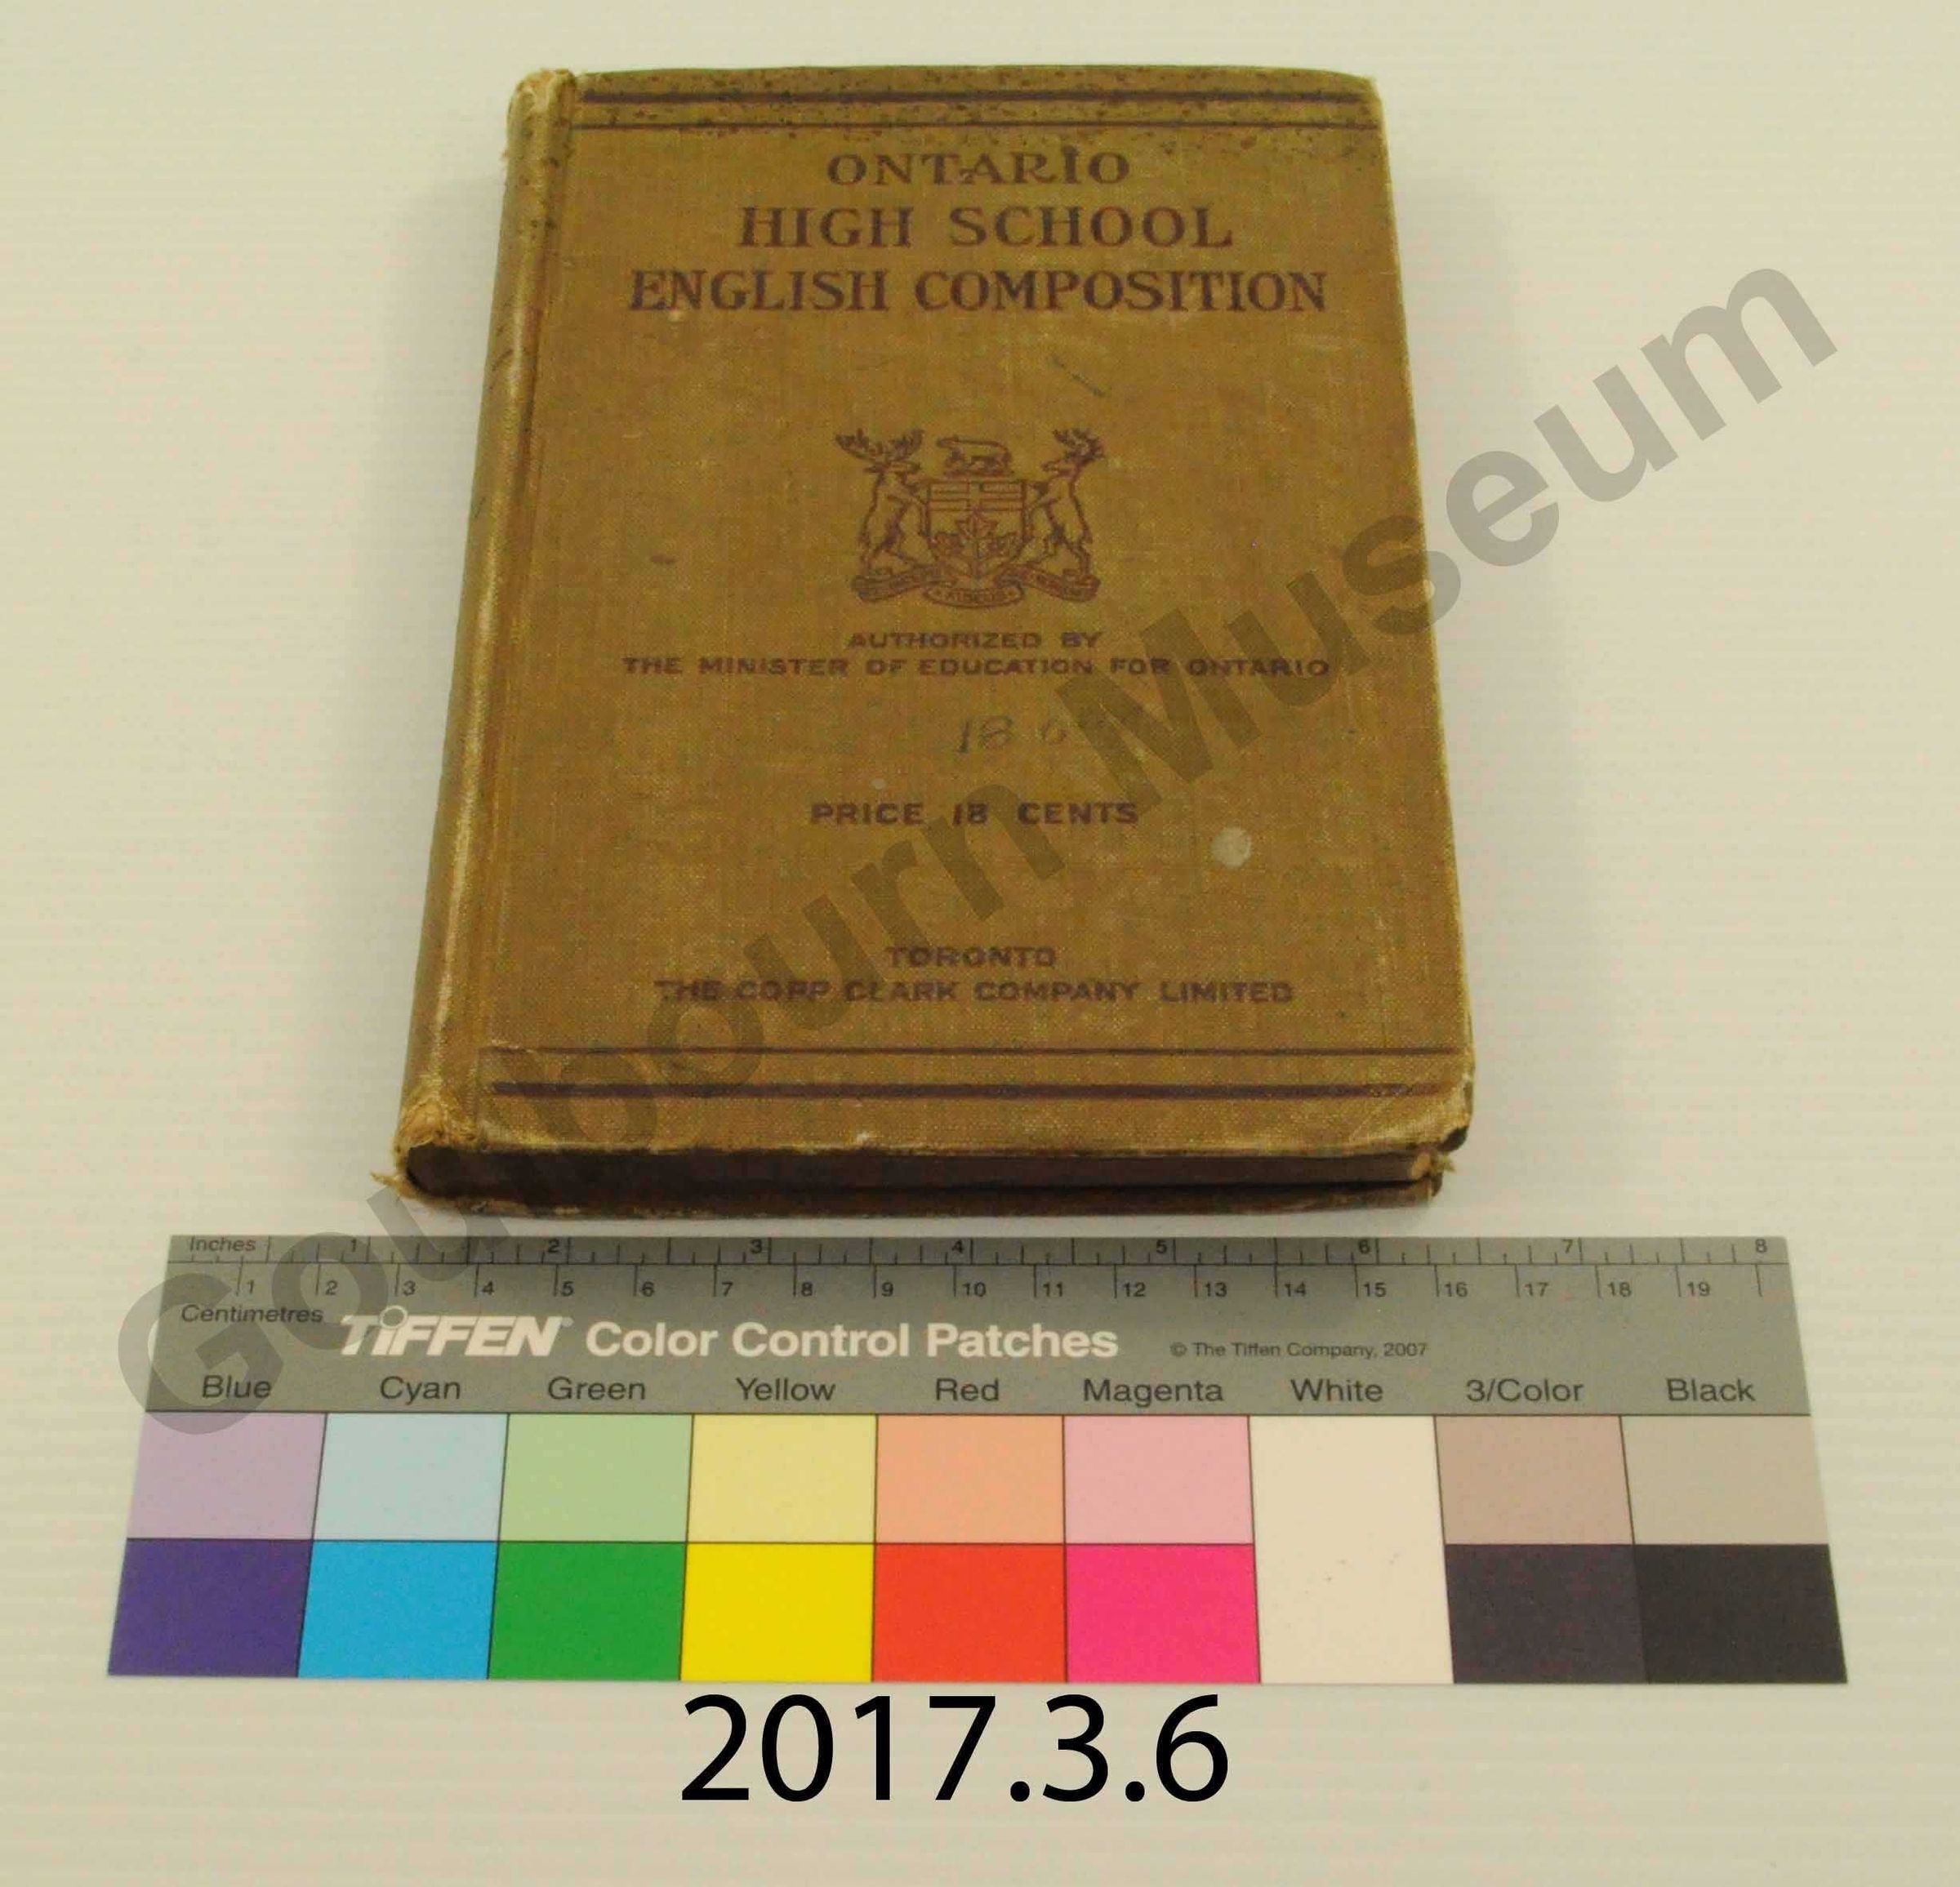 ONTARIO
HIGH SCHOOL
ENGLISH COMPOSITION
AUTHORIZED BY
THE MINISTER OF EDUCATION FOR ONTARIO
18
PRICE 18 CENTS
TORONTO
THE COPP CLARK COMPANY LIMITED
Goulbourn Museum
Inches 1 2 3 4 5 6 7 8
1 2 3 4 5 6 7 8 9 10 11 12 13 14 15 16 17 18 19
Centimetres
TIFFEN Color Control Patches © The Tiffen Company, 2007
Blue Cyan Green Yellow Red Magenta White 3/Color Black
2017.3.6